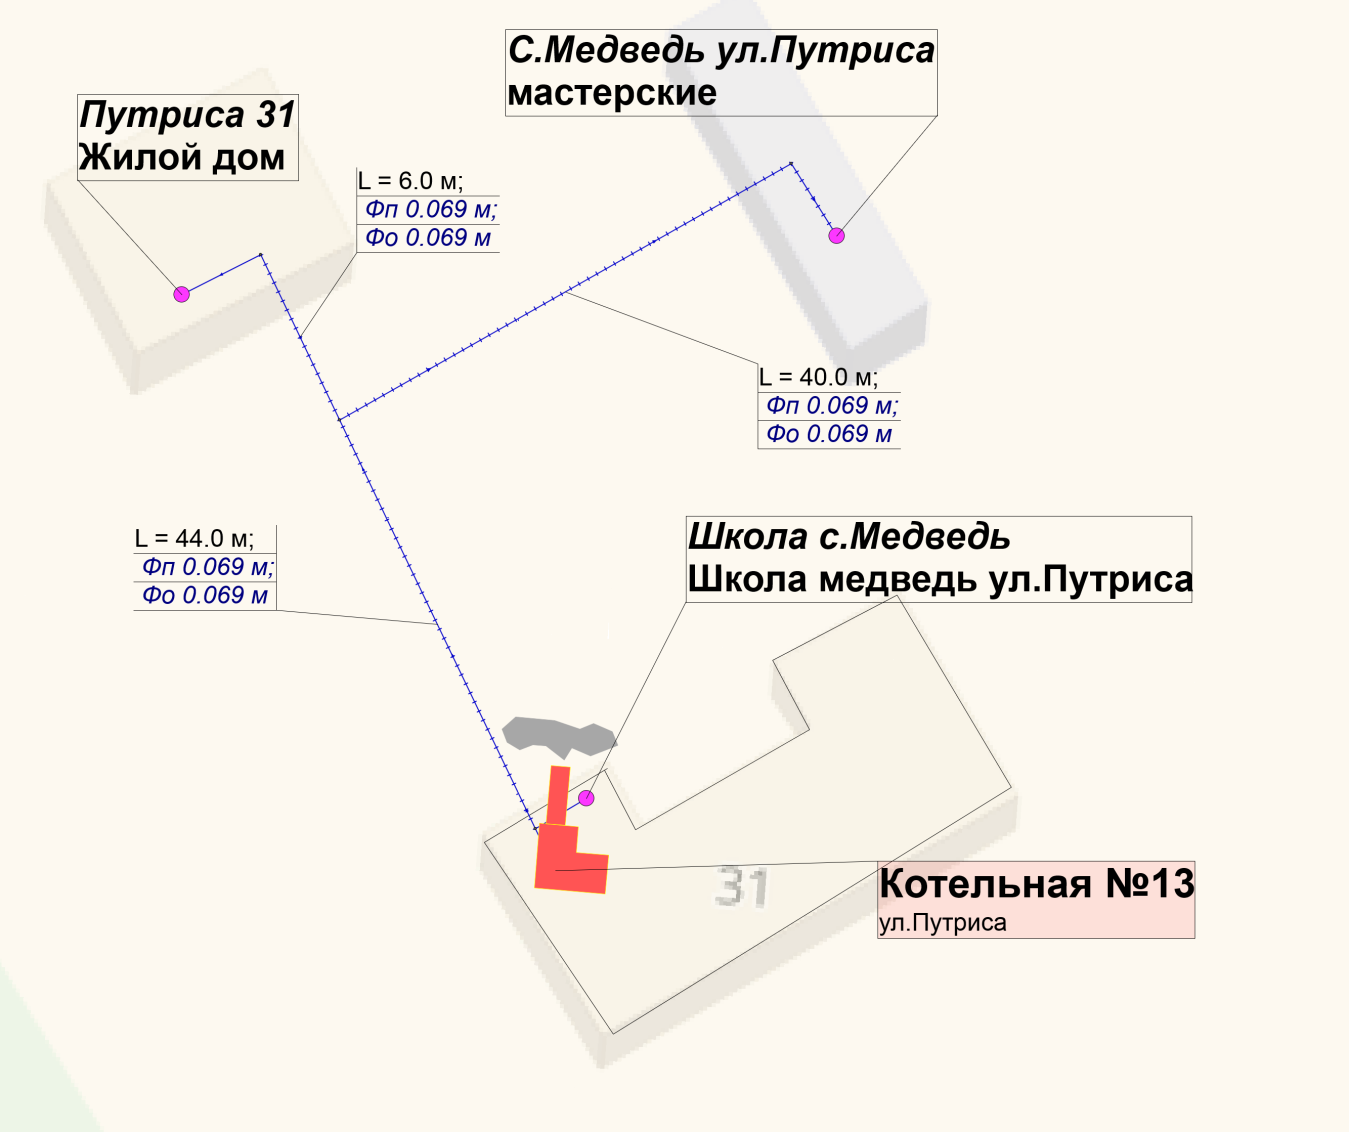 С.Медведь ул.Путриса
мастерские
Путриса 31
Жилой дом
L = 6.0 м;
Фп 0.069 м;
Фо 0.069 м
L = 40.0 м;
Фп 0.069 м;
Фо 0.069 м
L = 44.0 м;
Фп 0.069 м;
Фо 0.069 м
Школа с.Медведь
Школа медведь ул.Путриса
31
Котельная №13
ул.Путриса